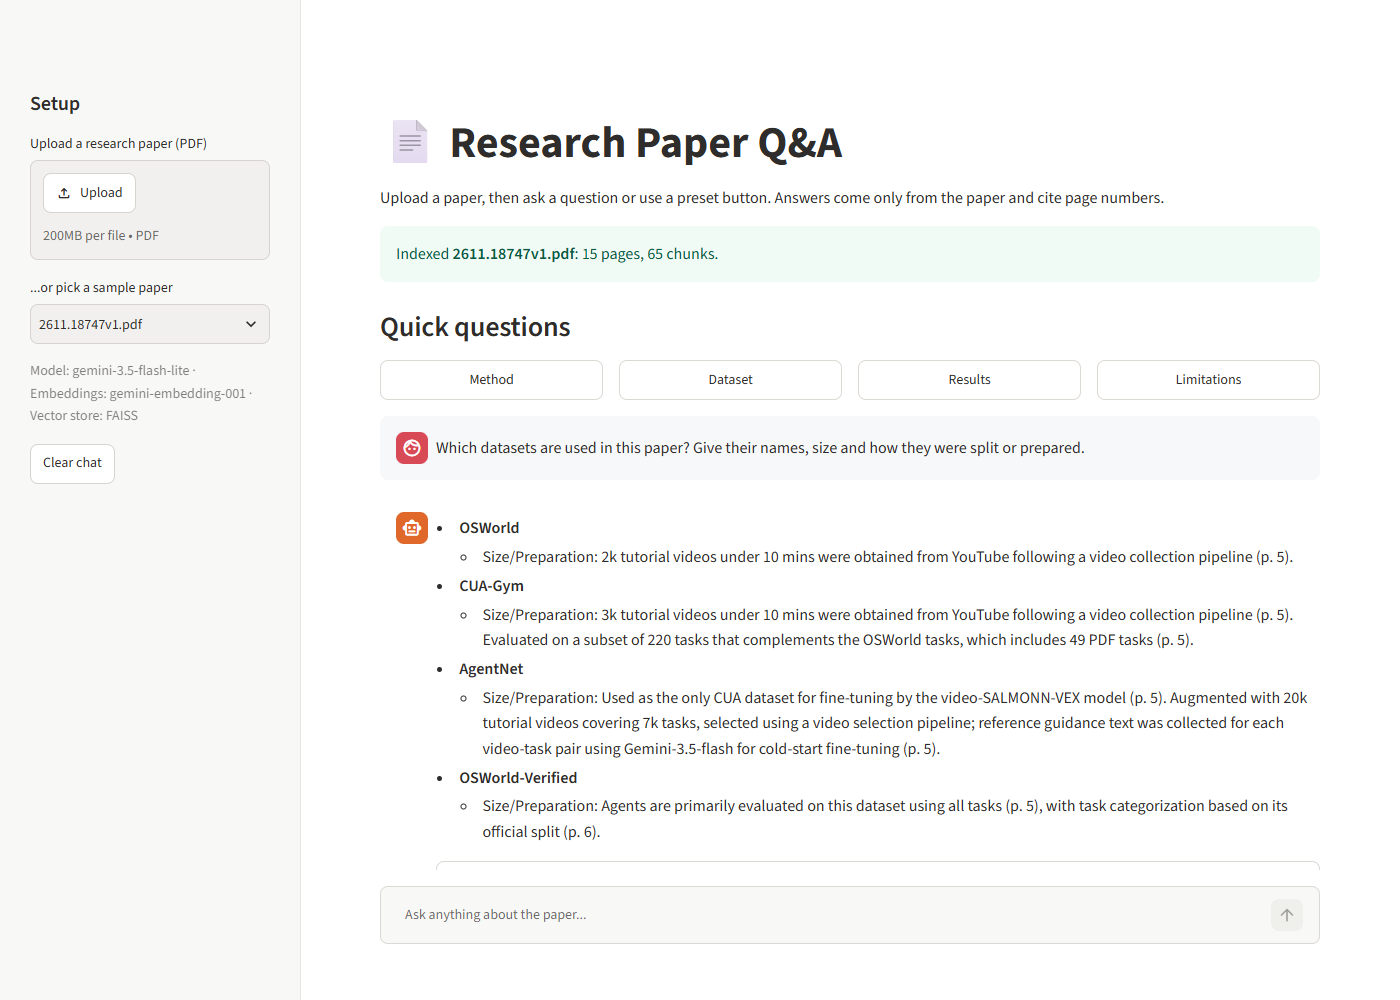 Setup
Upload a research paper (PDF)
Upload
200MB per file • PDF
...or pick a sample paper
2611.18747v1.pdf
Model: gemini-3.5-flash-lite ·
Embeddings: gemini-embedding-001 ·
Vector store: FAISS
Clear chat
Research Paper Q&A
Upload a paper, then ask a question or use a preset button. Answers come only from the paper and cite page numbers.
Indexed 2611.18747v1.pdf: 15 pages, 65 chunks.
Quick questions
Method
Dataset
Results
Limitations
Which datasets are used in this paper? Give their names, size and how they were split or prepared.
• OSWorld
◦ Size/Preparation: 2k tutorial videos under 10 mins were obtained from YouTube following a video collection pipeline (p. 5).
• CUA-Gym
◦ Size/Preparation: 3k tutorial videos under 10 mins were obtained from YouTube following a video collection pipeline (p. 5).
Evaluated on a subset of 220 tasks that complements the OSWorld tasks, which includes 49 PDF tasks (p. 5).
• AgentNet
◦ Size/Preparation: Used as the only CUA dataset for fine-tuning by the video-SALMONN-VEX model (p. 5). Augmented with 20k
tutorial videos covering 7k tasks, selected using a video selection pipeline; reference guidance text was collected for each
video-task pair using Gemini-3.5-flash for cold-start fine-tuning (p. 5).
• OSWorld-Verified
◦ Size/Preparation: Agents are primarily evaluated on this dataset using all tasks (p. 5), with task categorization based on its
official split (p. 6).
Ask anything about the paper...